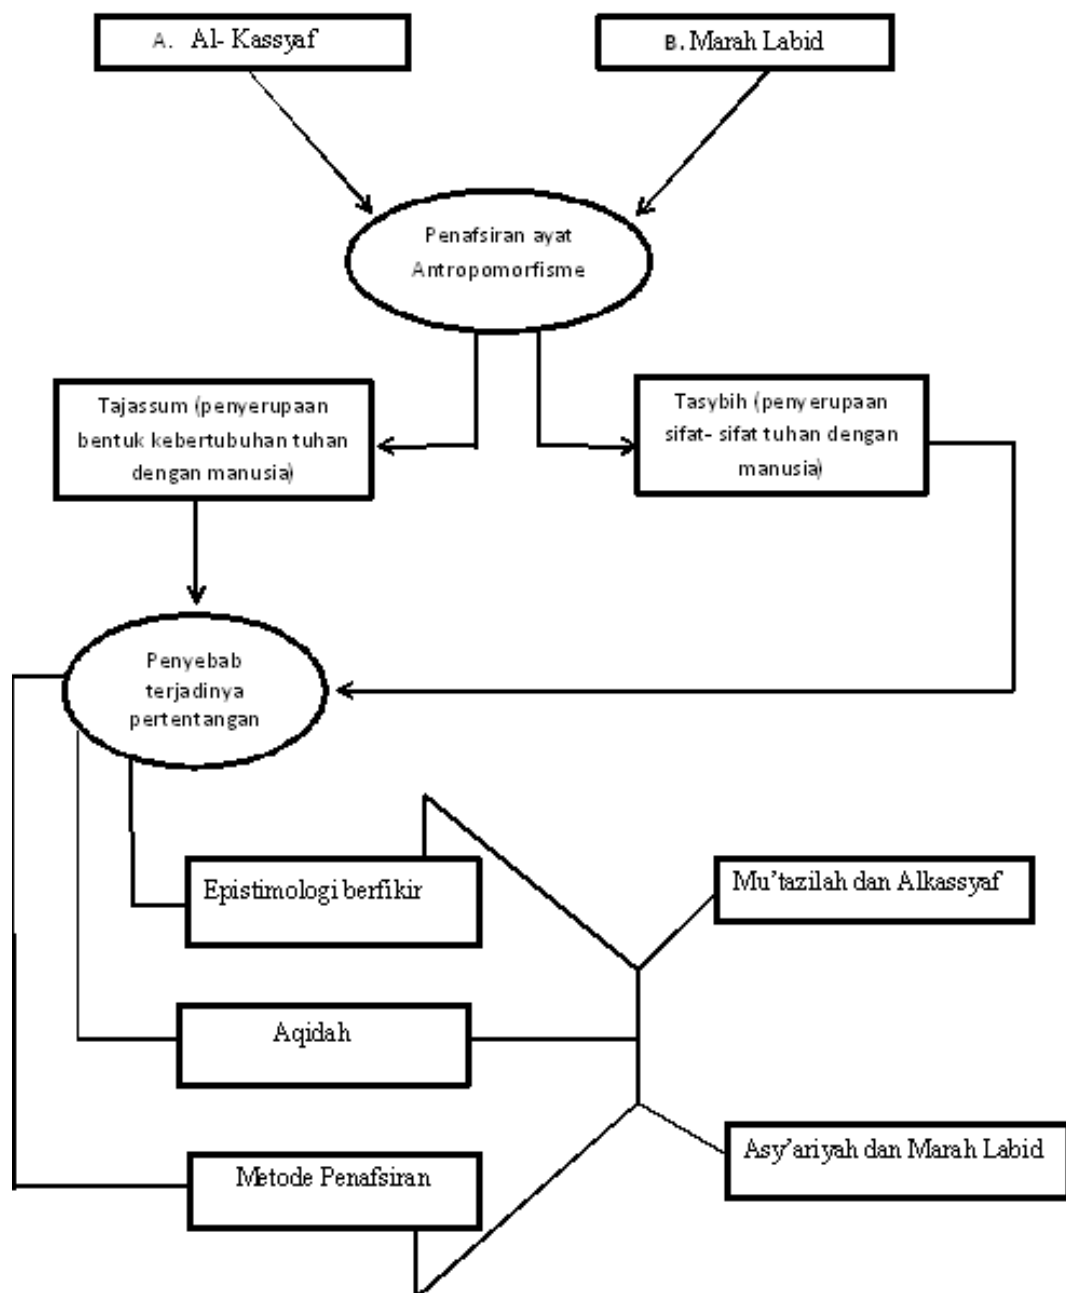 A. Al- Kassyaf
B. Marah Labid
Penafsiran ayat
Antropomorfisme
Tajassum (penyerupaan
bentuk kebertubuhan tuhan
dengan manusia)
Tasybih (penyerupaan
sifat- sifat tuhan dengan
manusia)
Penyebab
terjadinya
pertentangan
Epistimologi berfikir
Mu’tazilah dan Alkassyaf
Aqidah
Asy’ariyah dan Marah Labid
Metode Penafsiran